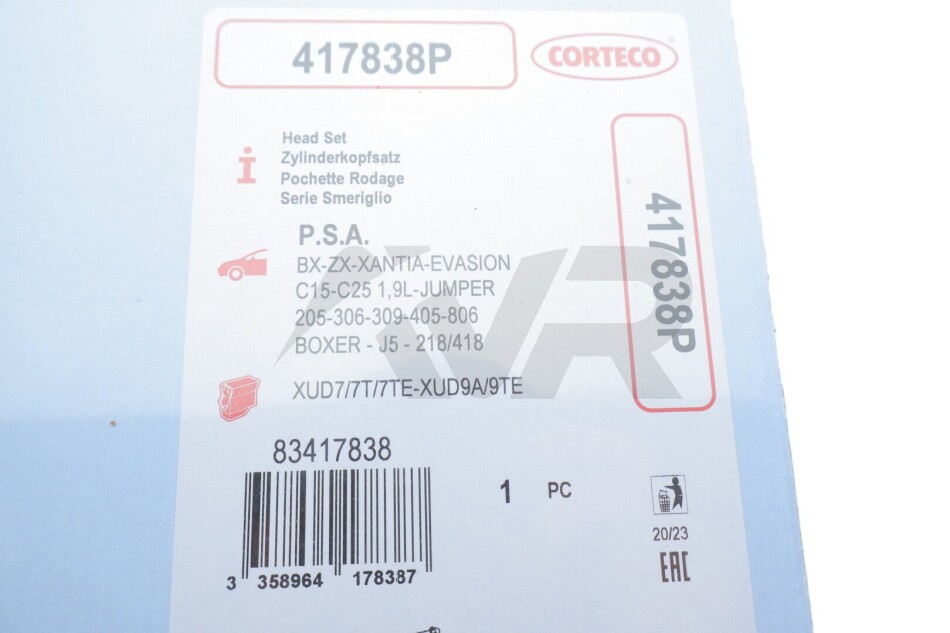 417838P
CORTECO
Head Set
Zylinderkopfsatz
Pochette Rodage
Serie Smeriglio
417838P
P.S.A.
BX-ZX-XANTIA-EVASION
C15-C25 1,9L-JUMPER
205-306-309-405-806
BOXER - J5 - 218/418
XUD7/7T/7TE-XUD9A/9TE
VR
83417838
1 PC
20/23
EAC
3 358964 178387